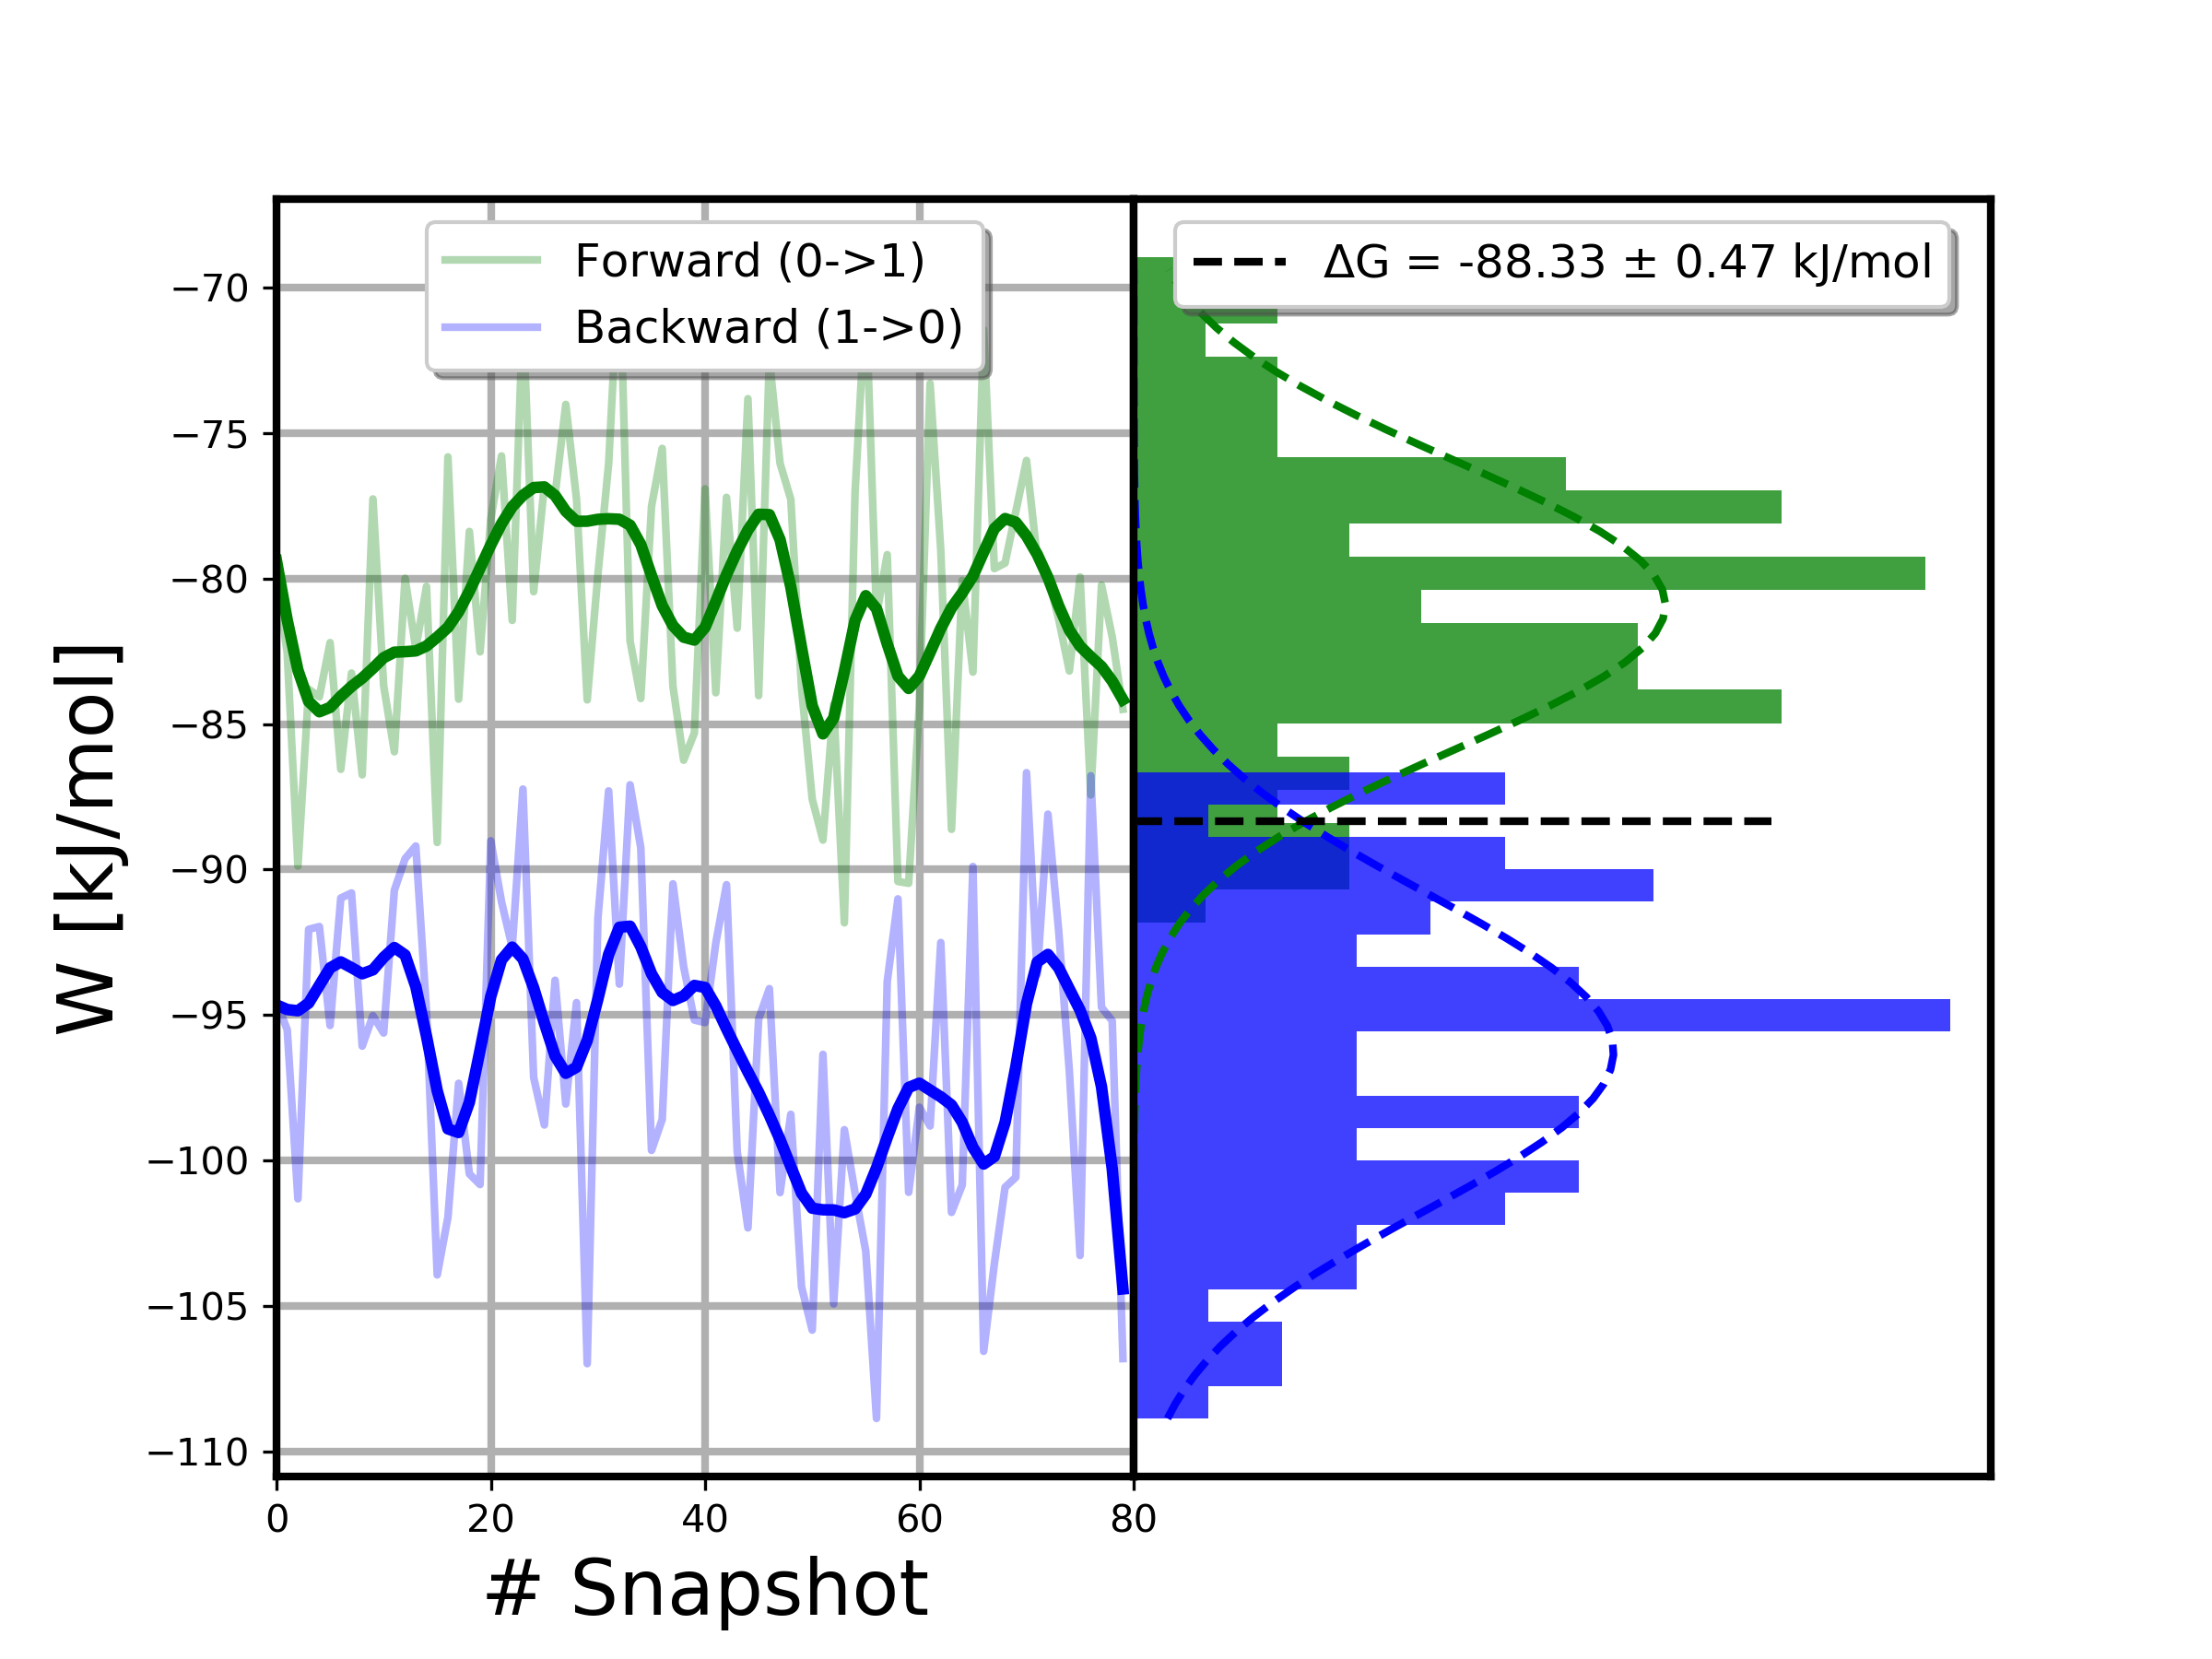 Forward (0->1)
Backward (1->0)
ΔG = -88.33 ± 0.47 kJ/mol
W [kJ/mol]
−70
−75
−80
−85
−90
−95
−100
−105
−110
0 20 40 60 80
# Snapshot